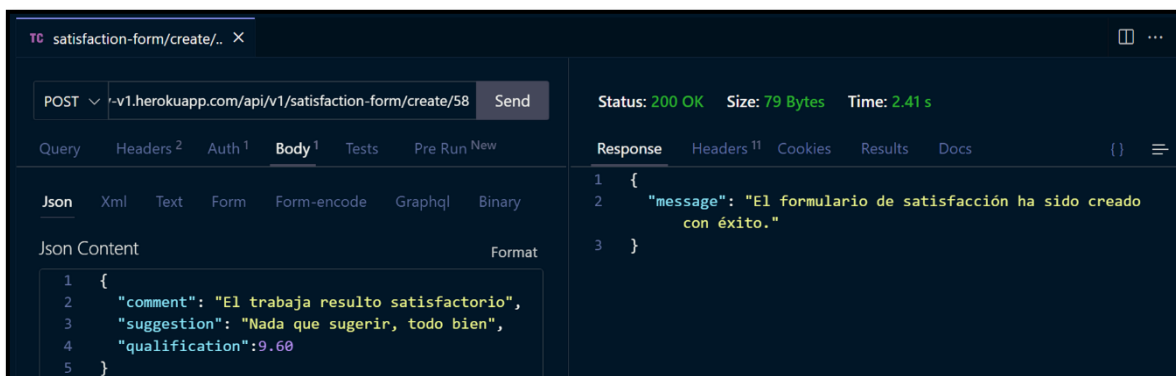 TC satisfaction-form/create/.. ×
POST -v1.herokuapp.com/api/v1/satisfaction-form/create/58 Send
Query Headers 2 Auth 1 Body 1 Tests Pre Run New
Json Xml Text Form Form-encode Graphql Binary
Json Content Format
1 {
2 "comment": "El trabaja resulto satisfactorio",
3 "suggestion": "Nada que sugerir, todo bien",
4 "qualification":9.60
5 }
Status: 200 OK Size: 79 Bytes Time: 2.41 s
Response Headers 11 Cookies Results Docs { }
1 {
2 "message": "El formulario de satisfacción ha sido creado
con éxito."
3 }